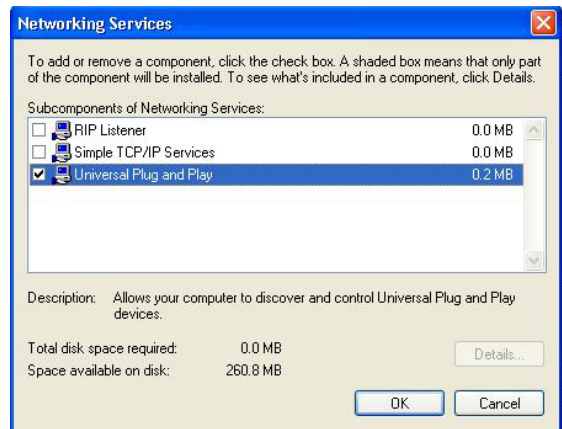 Networking Services
To add or remove a component, click the check box. A shaded box means that only part
of the component will be installed. To see what's included in a component, click Details.
Subcomponents of Networking Services:
RIP Listener 0.0 MB
Simple TCP/IP Services 0.0 MB
Universal Plug and Play 0.2 MB
Description: Allows your computer to discover and control Universal Plug and Play
devices.
Total disk space required: 0.0 MB
Details...
Space available on disk: 260.8 MB
OK Cancel